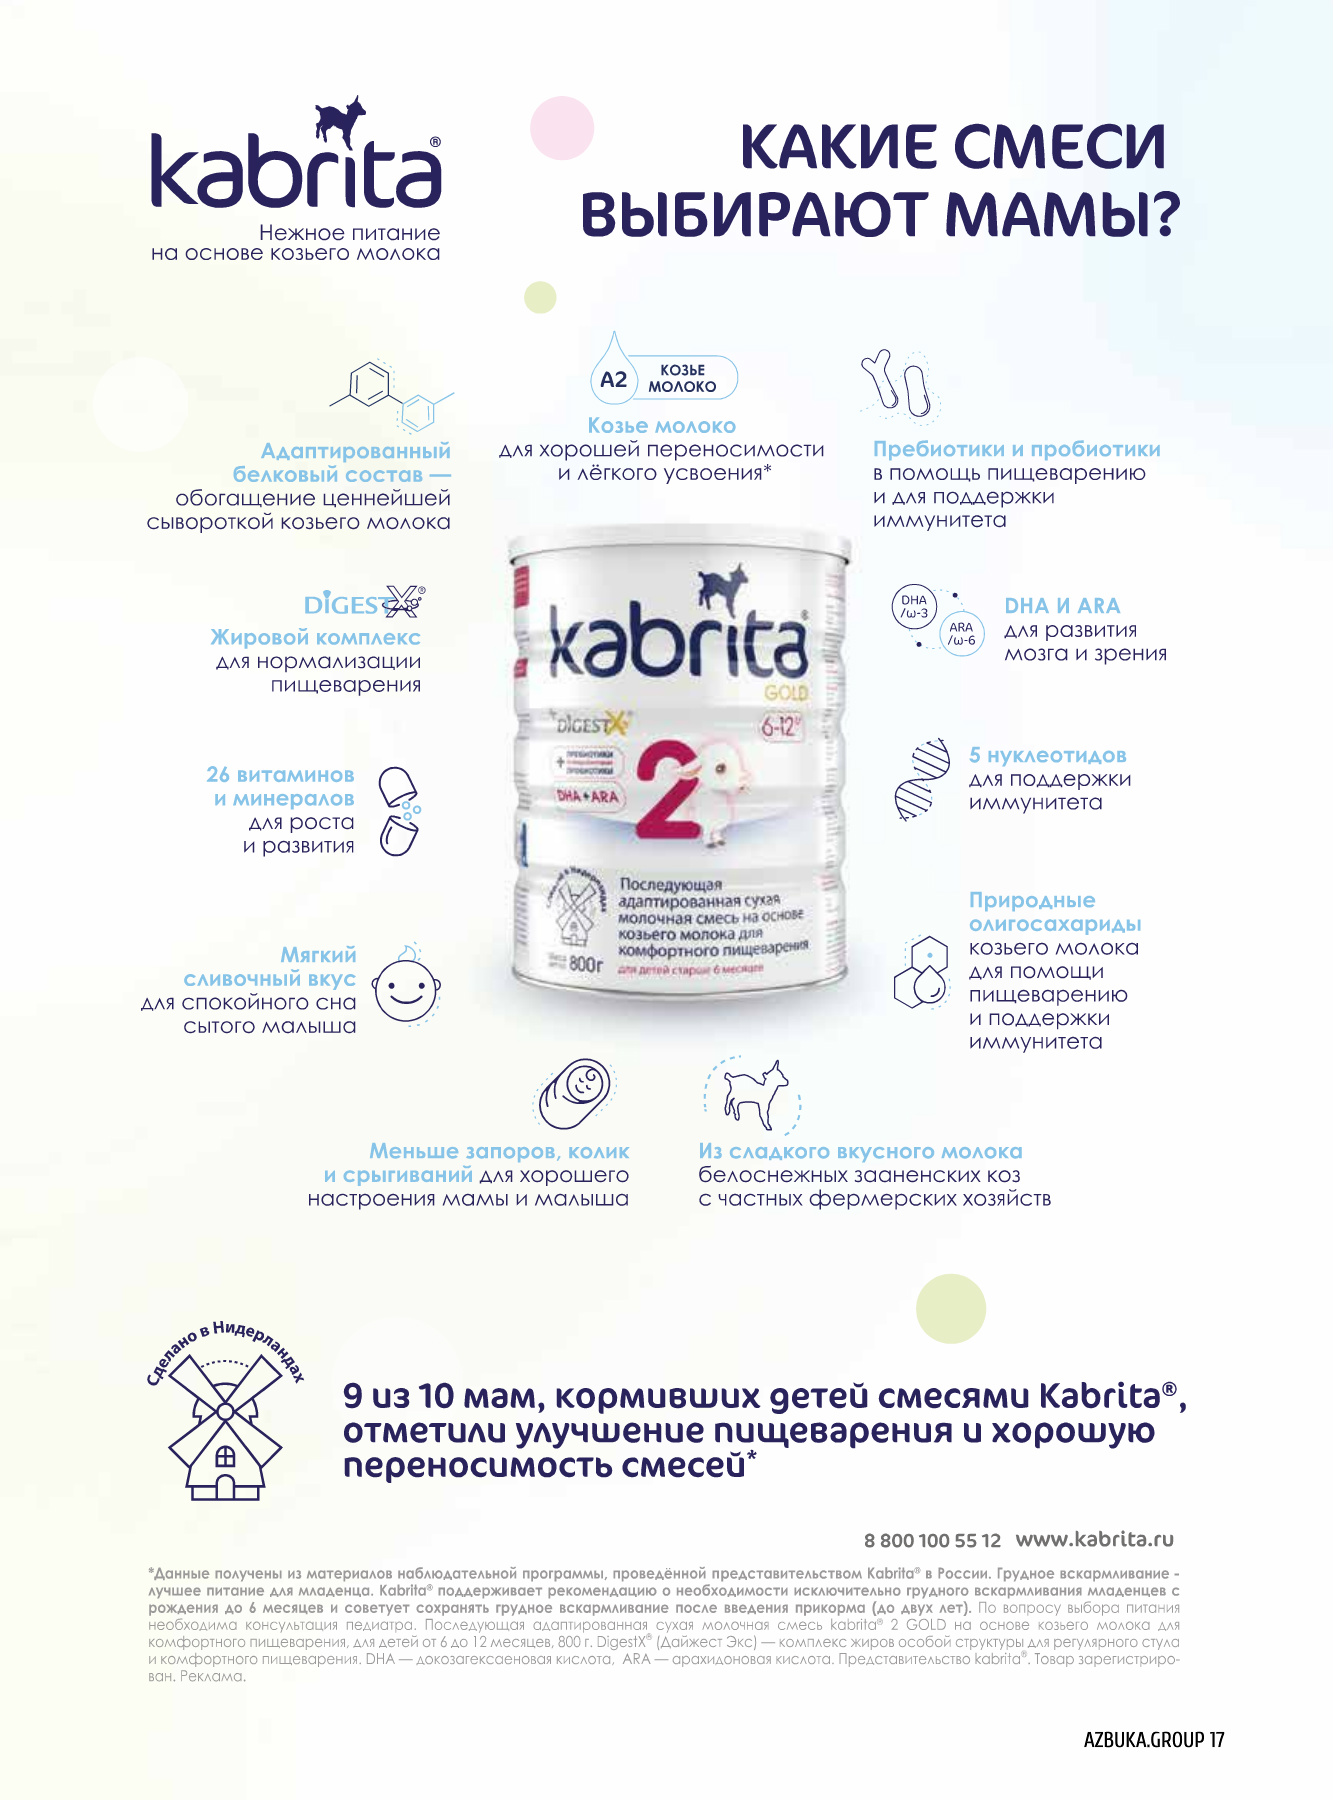 kabrita®
Нежное питание
на основе козьего молока
КАКИЕ СМЕСИ
ВЫБИРАЮТ МАМЫ?
Адаптированный
белковый состав —
обогащение ценнейшей
сывороткой козьего молока
A2
КОЗЬЕ
МОЛОКО
Козье молоко
для хорошей переносимости
и лёгкого усвоения*
Пребиотики и пробиотики
в помощь пищеварению
и для поддержки
иммунитета
DiGESTX®
Жировой комплекс
для нормализации
пищеварения
DHA
/ω-3
ARA
/ω-6
DHA И ARA
для развития
мозга и зрения
26 витаминов
и минералов
для роста
и развития
5 нуклеотидов
для поддержки
иммунитета
kabrita®
GOLD
DiGESTX
6-12
ПРЕБИОТИКИ
+
ПРОБИОТИКИ
DHA+ARA
2
Сделано в Нидерландах
Последующая
адаптированная сухая
молочная смесь на основе
козьего молока для
комфортного пищеварения
для детей старше 6 месяцев
800г
Мягкий
сливочный вкус
для спокойного сна
сытого малыша
Природные
олигосахариды
козьего молока
для помощи
пищеварению
и поддержки
иммунитета
Меньше запоров, колик
и срыгиваний для хорошего
настроения мамы и малыша
Из сладкого вкусного молока
белоснежных зааненских коз
с частных фермерских хозяйств
Сделано в Нидерландах
9 из 10 мам, кормивших детей смесями Kabrita®,
отметили улучшение пищеварения и хорошую
переносимость смесей*
8 800 100 55 12 www.kabrita.ru
*Данные получены из материалов наблюдательной программы, проведённой представительством Kabrita® в России. Грудное вскармливание -
лучшее питание для младенца. Kabrita® поддерживает рекомендацию о необходимости исключительно грудного вскармливания младенцев с
рождения до 6 месяцев и советует сохранять грудное вскармливание после введения прикорма (до двух лет). По вопросу выбора питания
необходима консультация педиатра. Последующая адаптированная сухая молочная смесь kabrita® 2 GOLD на основе козьего молока для
комфортного пищеварения, для детей от 6 до 12 месяцев, 800 г. DigestX® (Дайжест Экс) — комплекс жиров особой структуры для регулярного стула
и комфортного пищеварения. DHA — докозагексаеновая кислота, ARA — арахидоновая кислота. Представительство kabrita®. Товар зарегистриро-
ван. Реклама.
AZBUKA.GROUP 17